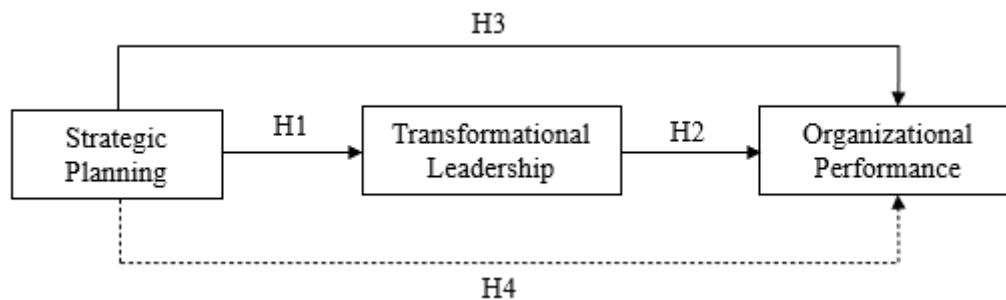 H3
Strategic
Planning
H1
Transformational
Leadership
H2
Organizational
Performance
H4